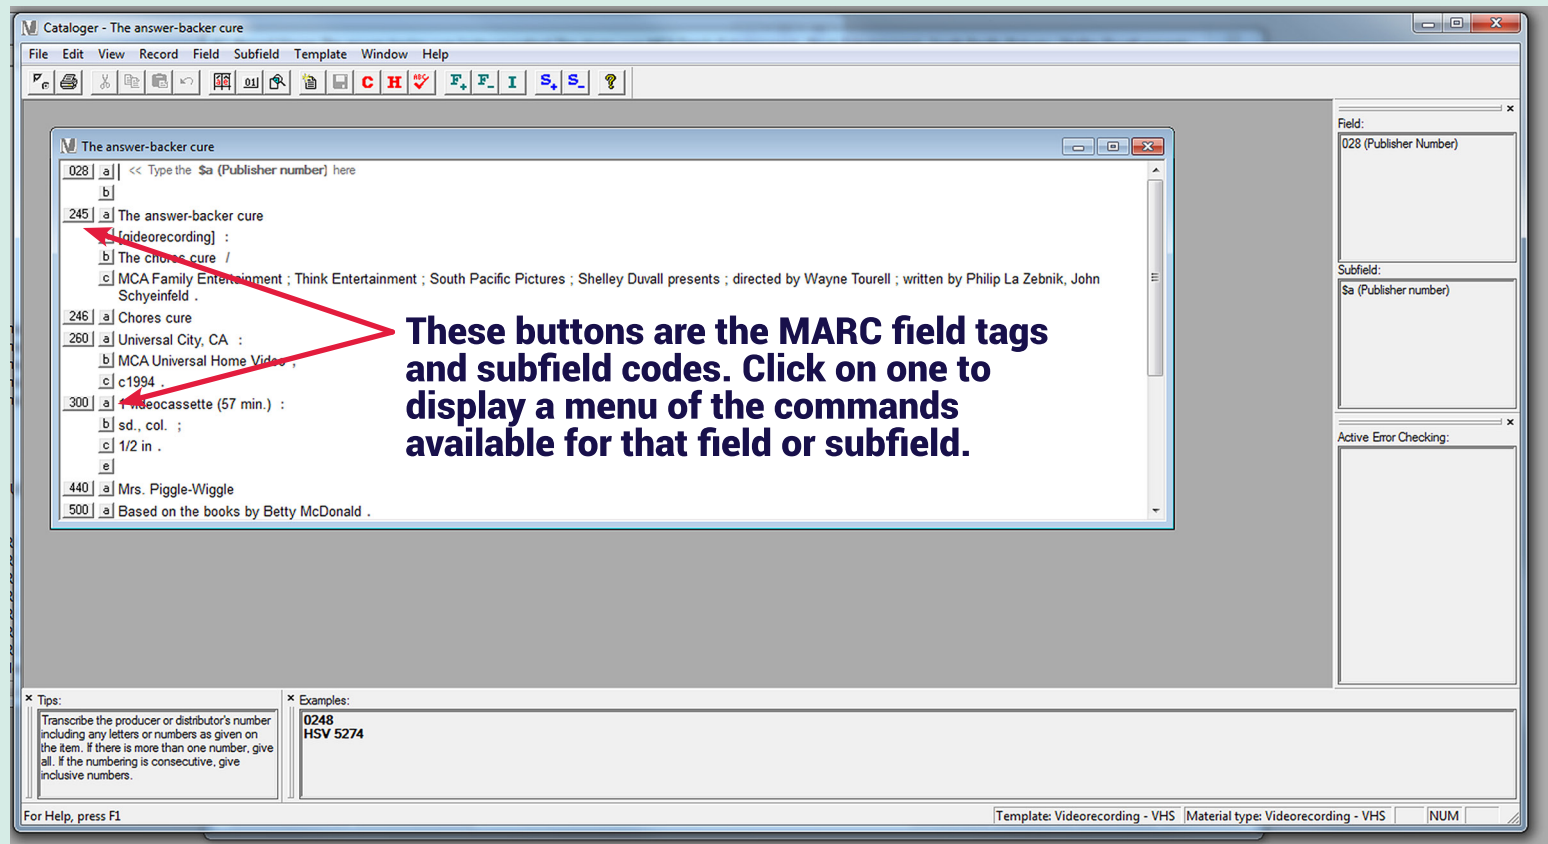 Cataloger - The answer-backer cure
File Edit View Record Field Subfield Template Window Help
C H ABC F+ F- I S+ S- ?
The answer-backer cure
028 a << Type the $a (Publisher number) here
b
245 a The answer-backer cure
[gideorecording] :
b The chores cure /
c MCA Family Entertainment ; Think Entertainment ; South Pacific Pictures ; Shelley Duvall presents ; directed by Wayne Tourell ; written by Philip La Zebnik, John
Schyeinfeld .
246 a Chores cure
260 a Universal City, CA :
b MCA Universal Home Video ;
c c1994 .
300 a 1 videocassette (57 min.) :
b sd., col. ;
c 1/2 in .
e
440 a Mrs. Piggle-Wiggle
500 a Based on the books by Betty McDonald .
These buttons are the MARC field tags
and subfield codes. Click on one to
display a menu of the commands
available for that field or subfield.
Field:
028 (Publisher Number)
Subfield:
$a (Publisher number)
Active Error Checking:
Tips:
Transcribe the producer or distributor's number
including any letters or numbers as given on
the item. If there is more than one number, give
all. If the numbering is consecutive, give
inclusive numbers.
Examples:
0248
HSV 5274
For Help, press F1
Template: Videorecording - VHS Material type: Videorecording - VHS NUM